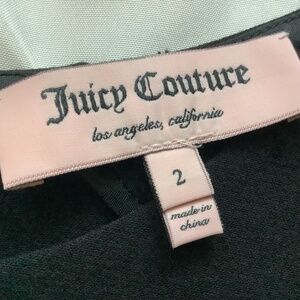 Juicy Couture
los angeles, california
2
made in
china